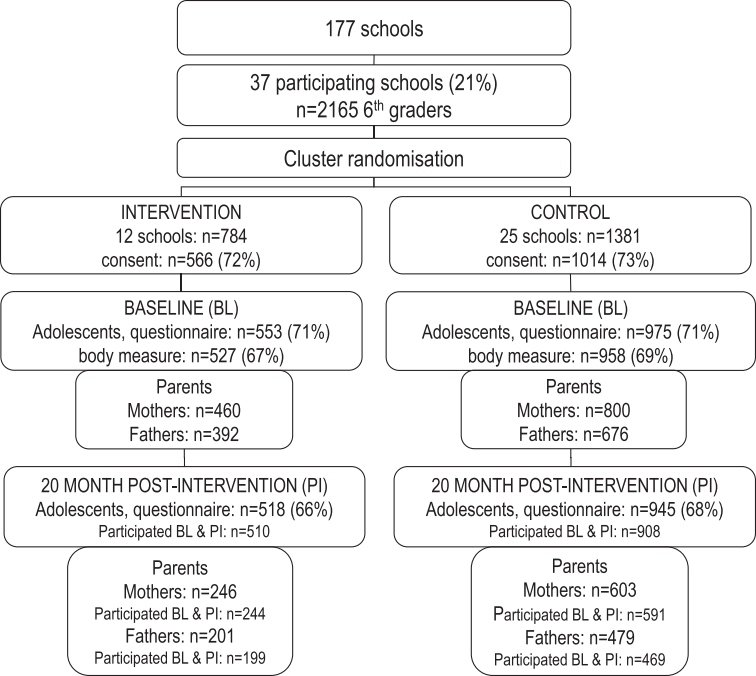 177 schools
37 participating schools (21%)
n=2165 6th graders
Cluster randomisation
INTERVENTION
12 schools: n=784
consent: n=566 (72%)
CONTROL
25 schools: n=1381
consent: n=1014 (73%)
BASELINE (BL)
Adolescents, questionnaire: n=553 (71%)
body measure: n=527 (67%)
BASELINE (BL)
Adolescents, questionnaire: n=975 (71%)
body measure: n=958 (69%)
Parents
Mothers: n=460
Fathers: n=392
Parents
Mothers: n=800
Fathers: n=676
20 MONTH POST-INTERVENTION (PI)
Adolescents, questionnaire: n=518 (66%)
Participated BL & PI: n=510
20 MONTH POST-INTERVENTION (PI)
Adolescents, questionnaire: n=945 (68%)
Participated BL & PI: n=908
Parents
Mothers: n=246
Participated BL & PI: n=244
Fathers: n=201
Participated BL & PI: n=199
Parents
Mothers: n=603
Participated BL & PI: n=591
Fathers: n=479
Participated BL & PI: n=469